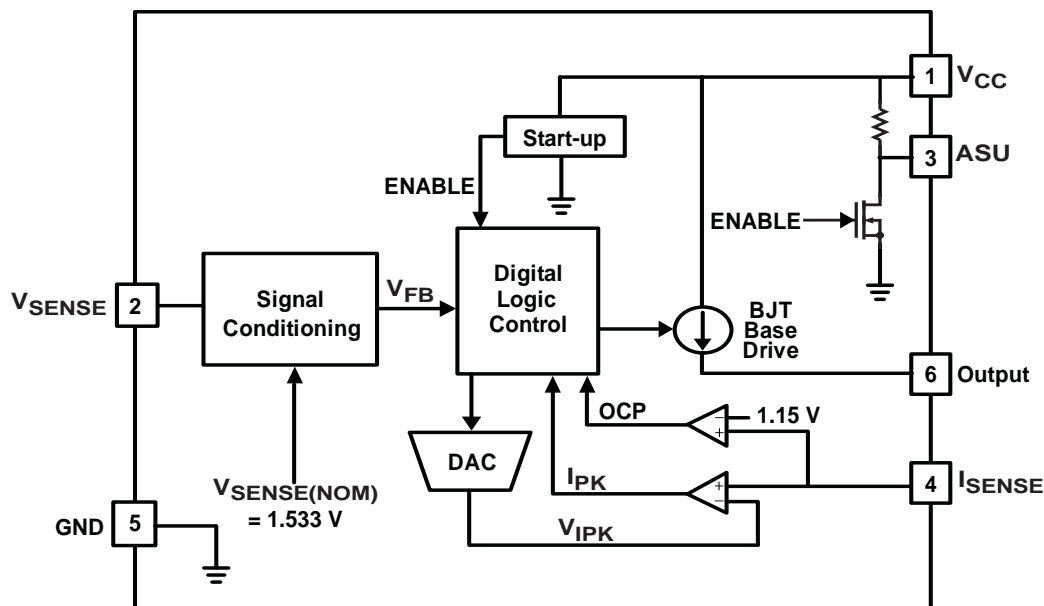 1
VCC
Start-up
3
ASU
ENABLE
ENABLE
Digital
Logic
Control
VSENSE
2
Signal
Conditioning
VFB
BJT
Base
Drive
6
Output
OCP
−
1.15 V
+
DAC
VSENSE(NOM)
= 1.533 V
IPK
+
−
4
ISENSE
GND
5
VIPK